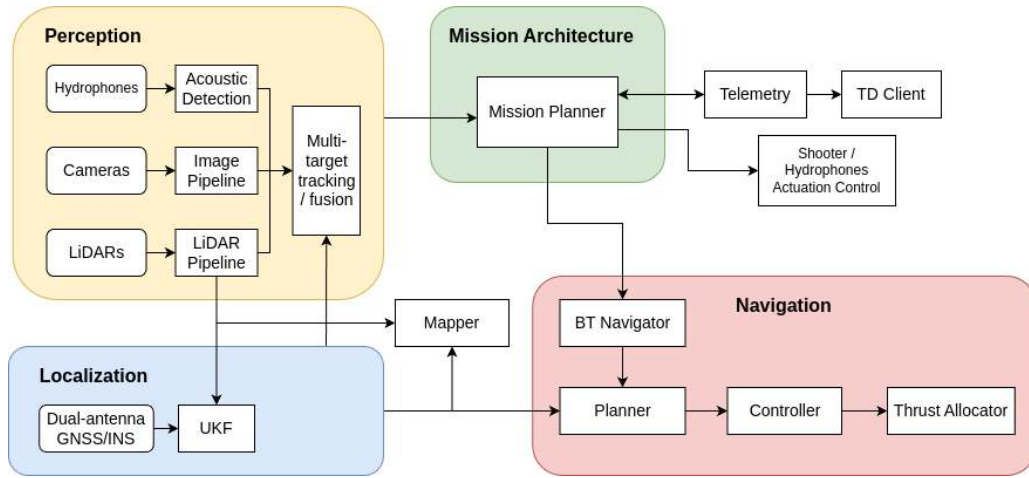 Perception
Hydrophones
Acoustic
Detection
Cameras
Image
Pipeline
LiDARs
LiDAR
Pipeline
Multi-
target
tracking
/ fusion
Mission Architecture
Mission Planner
Telemetry
TD Client
Shooter /
Hydrophones
Actuation Control
Mapper
Localization
Dual-antenna
GNSS/INS
UKF
Navigation
BT Navigator
Planner
Controller
Thrust Allocator